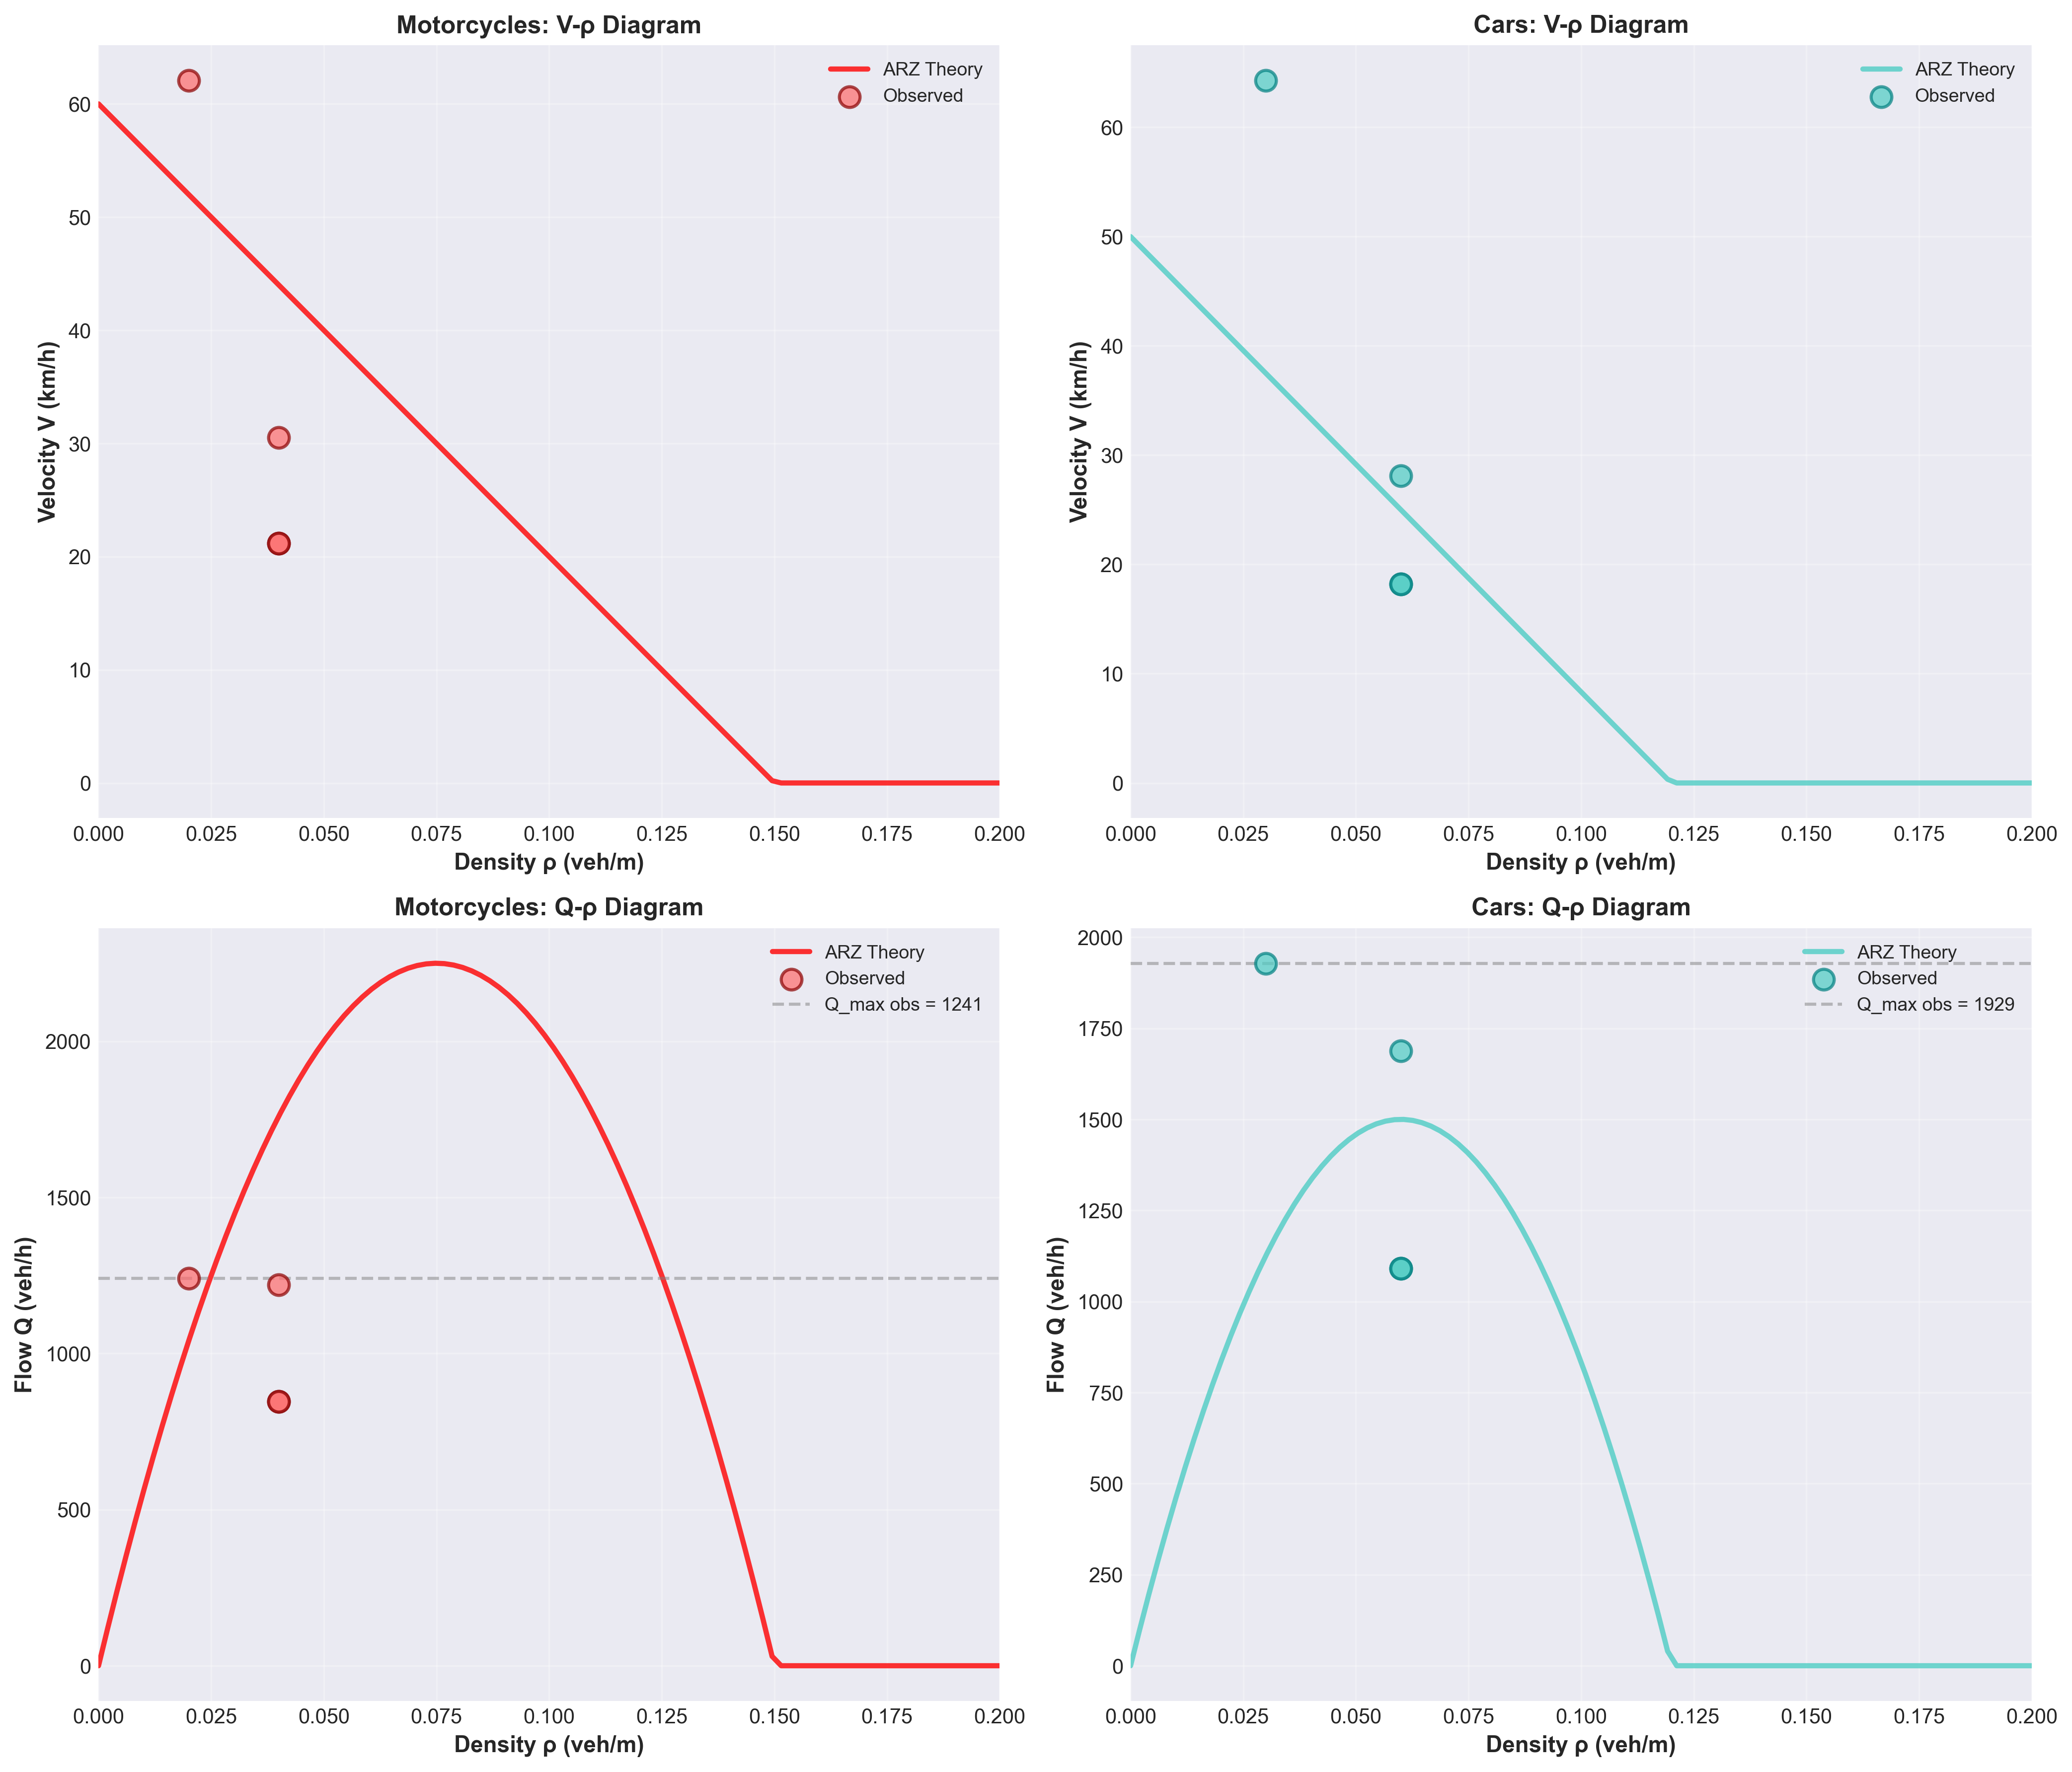 Motorcycles: V-ρ Diagram
ARZ Theory
Observed
Velocity V (km/h)
60
50
40
30
20
10
0
0.000 0.025 0.050 0.075 0.100 0.125 0.150 0.175 0.200
Density ρ (veh/m)
Cars: V-ρ Diagram
ARZ Theory
Observed
Velocity V (km/h)
60
50
40
30
20
10
0
0.000 0.025 0.050 0.075 0.100 0.125 0.150 0.175 0.200
Density ρ (veh/m)
Motorcycles: Q-ρ Diagram
ARZ Theory
Observed
Q_max obs = 1241
Flow Q (veh/h)
2000
1500
1000
500
0
0.000 0.025 0.050 0.075 0.100 0.125 0.150 0.175 0.200
Density ρ (veh/m)
Cars: Q-ρ Diagram
ARZ Theory
Observed
Q_max obs = 1929
Flow Q (veh/h)
2000
1750
1500
1250
1000
750
500
250
0
0.000 0.025 0.050 0.075 0.100 0.125 0.150 0.175 0.200
Density ρ (veh/m)